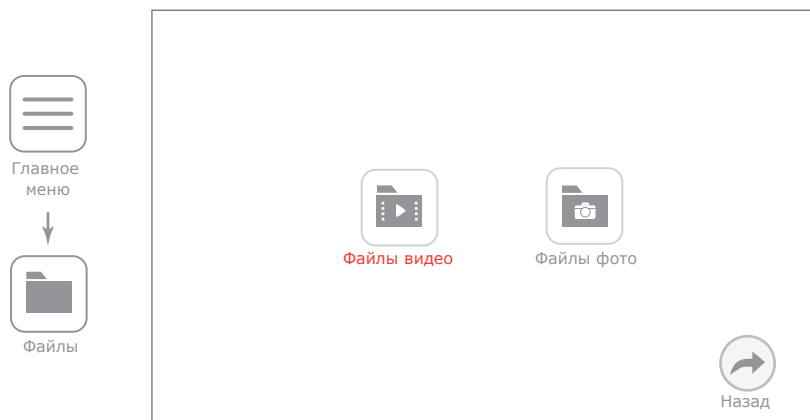 Главное
меню
Файлы
Файлы видео
Файлы фото
Назад